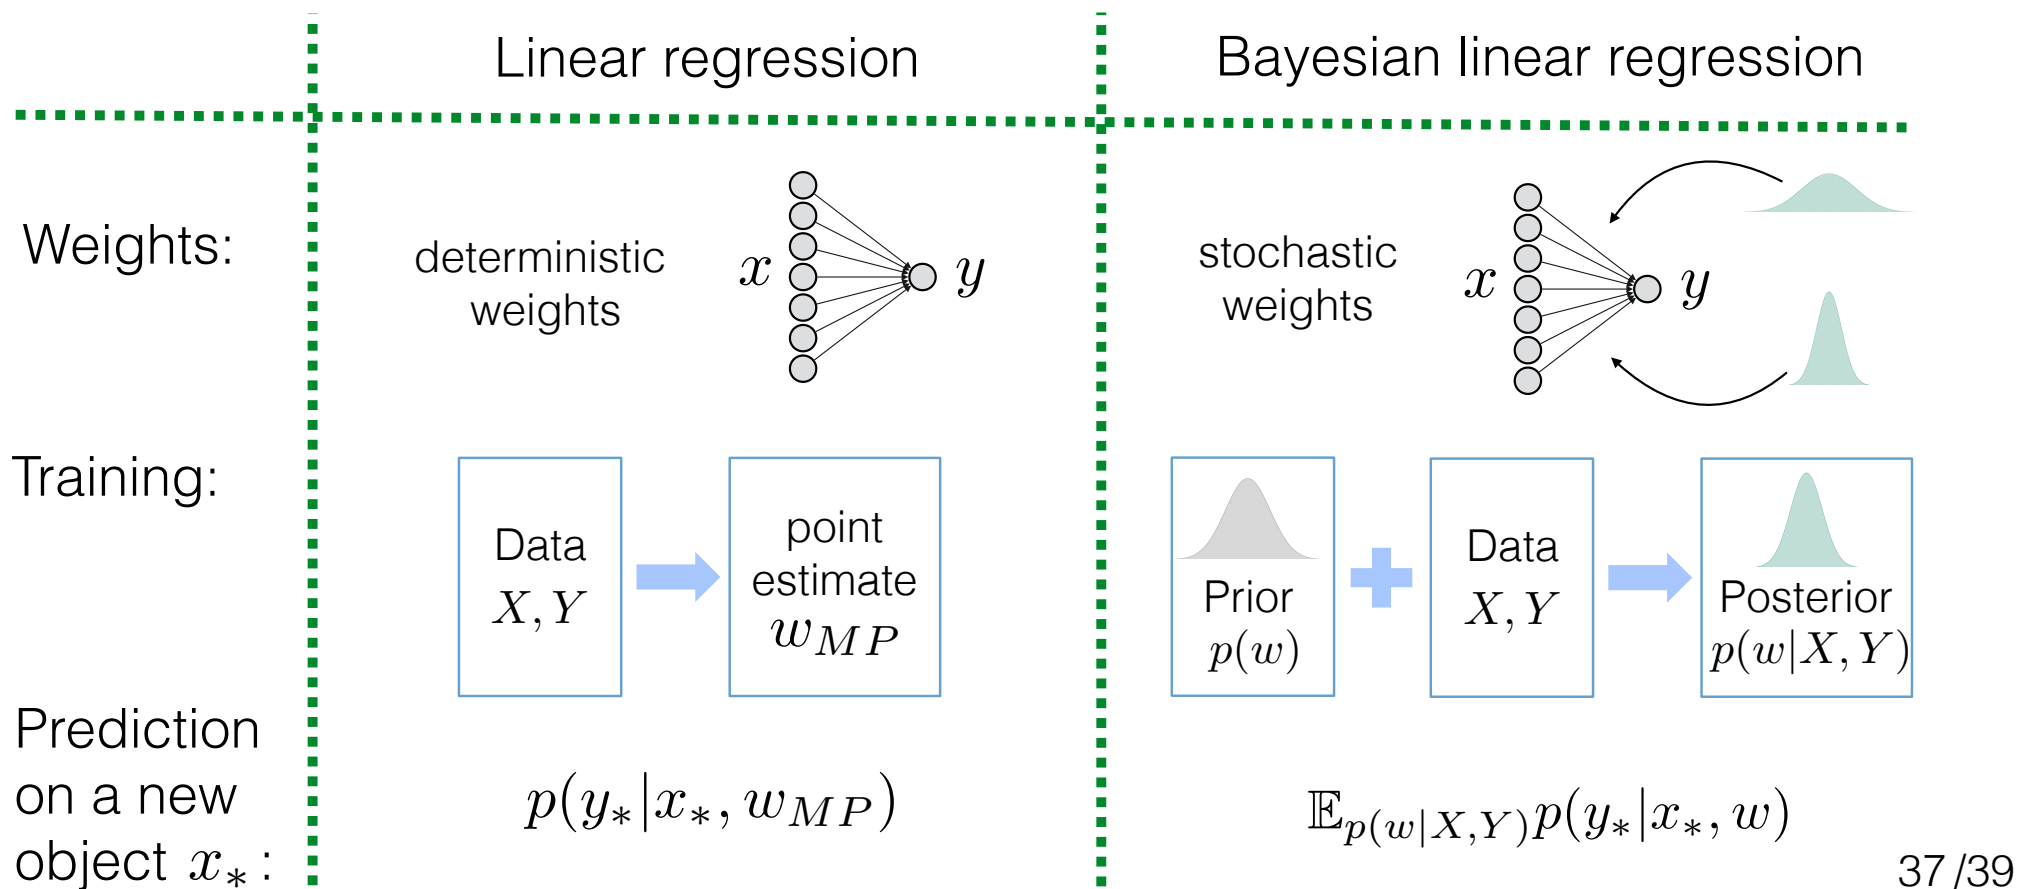 Linear regression
Bayesian linear regression
Weights:
deterministic
weights
x
y
stochastic
weights
x
y
Training:
Data
X, Y
point
estimate
w_{MP}
Prior
p(w)
Data
X, Y
Posterior
p(w|X, Y)
Prediction
on a new
object x_* :
p(y_*|x_*, w_{MP})
𝔼_{p(w|X,Y)}p(y_*|x_*, w)
37/39